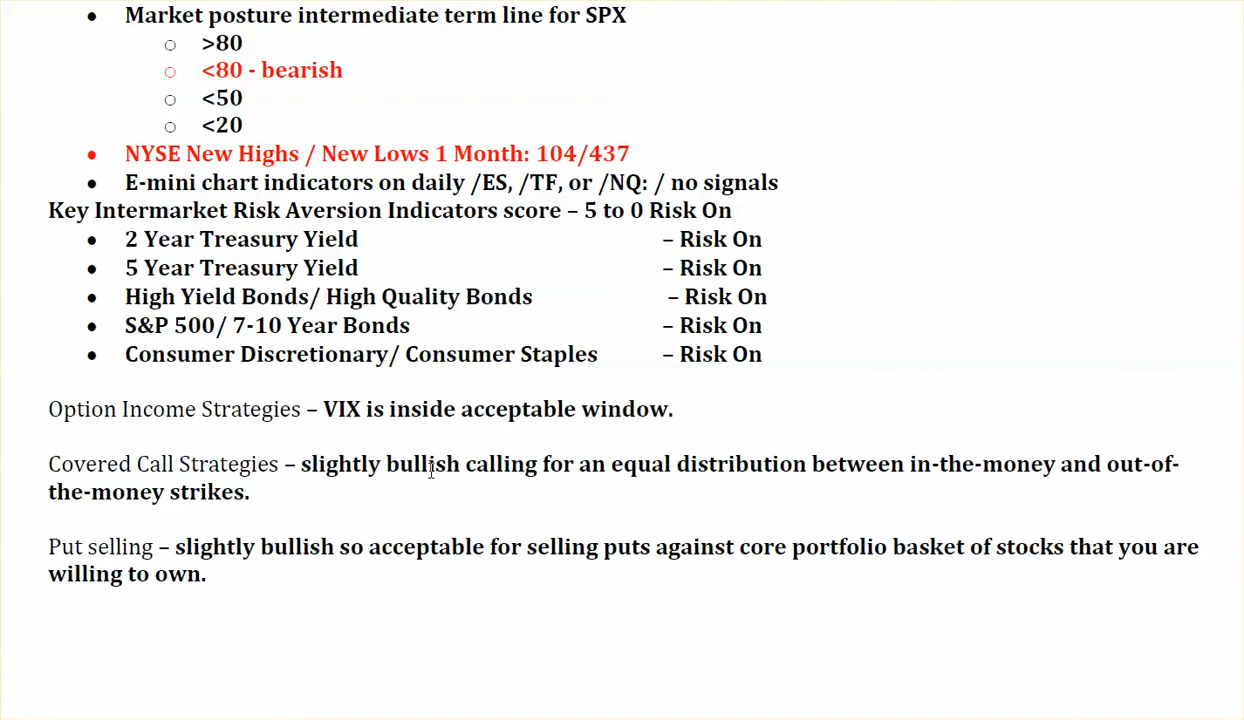 Market posture intermediate term line for SPX
>80
<80 - bearish
<50
<20
NYSE New Highs / New Lows 1 Month: 104/437
E-mini chart indicators on daily /ES, /TF, or /NQ: / no signals
Key Intermarket Risk Aversion Indicators score – 5 to 0 Risk On
2 Year Treasury Yield – Risk On
5 Year Treasury Yield – Risk On
High Yield Bonds/ High Quality Bonds – Risk On
S&P 500/ 7-10 Year Bonds – Risk On
Consumer Discretionary/ Consumer Staples – Risk On
Option Income Strategies – VIX is inside acceptable window.
Covered Call Strategies – slightly bullish calling for an equal distribution between in-the-money and out-of-
the-money strikes.
Put selling – slightly bullish so acceptable for selling puts against core portfolio basket of stocks that you are
willing to own.